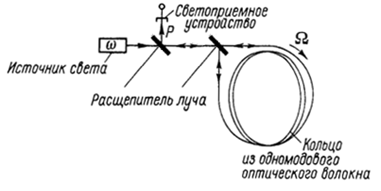 Светоприемное
устройство
P
Ω
ω
Источник света
Расщепитель луча
Кольцо
из одномодового
оптического волокна